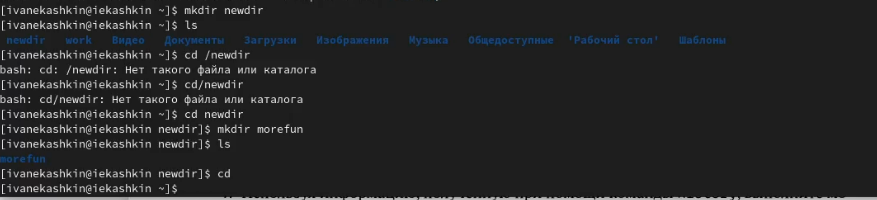 [ivanekashkin@iekashkin ~]$ mkdir newdir
[ivanekashkin@iekashkin ~]$ ls
newdir work Видео Документы Загрузки Изображения Музыка Общедоступные 'Рабочий стол' Шаблоны
[ivanekashkin@iekashkin ~]$ cd /newdir
bash: cd: /newdir: Нет такого файла или каталога
[ivanekashkin@iekashkin ~]$ cd/newdir
bash: cd/newdir: Нет такого файла или каталога
[ivanekashkin@iekashkin ~]$ cd newdir
[ivanekashkin@iekashkin newdir]$ mkdir morefun
[ivanekashkin@iekashkin newdir]$ ls
morefun
[ivanekashkin@iekashkin newdir]$ cd
[ivanekashkin@iekashkin ~]$